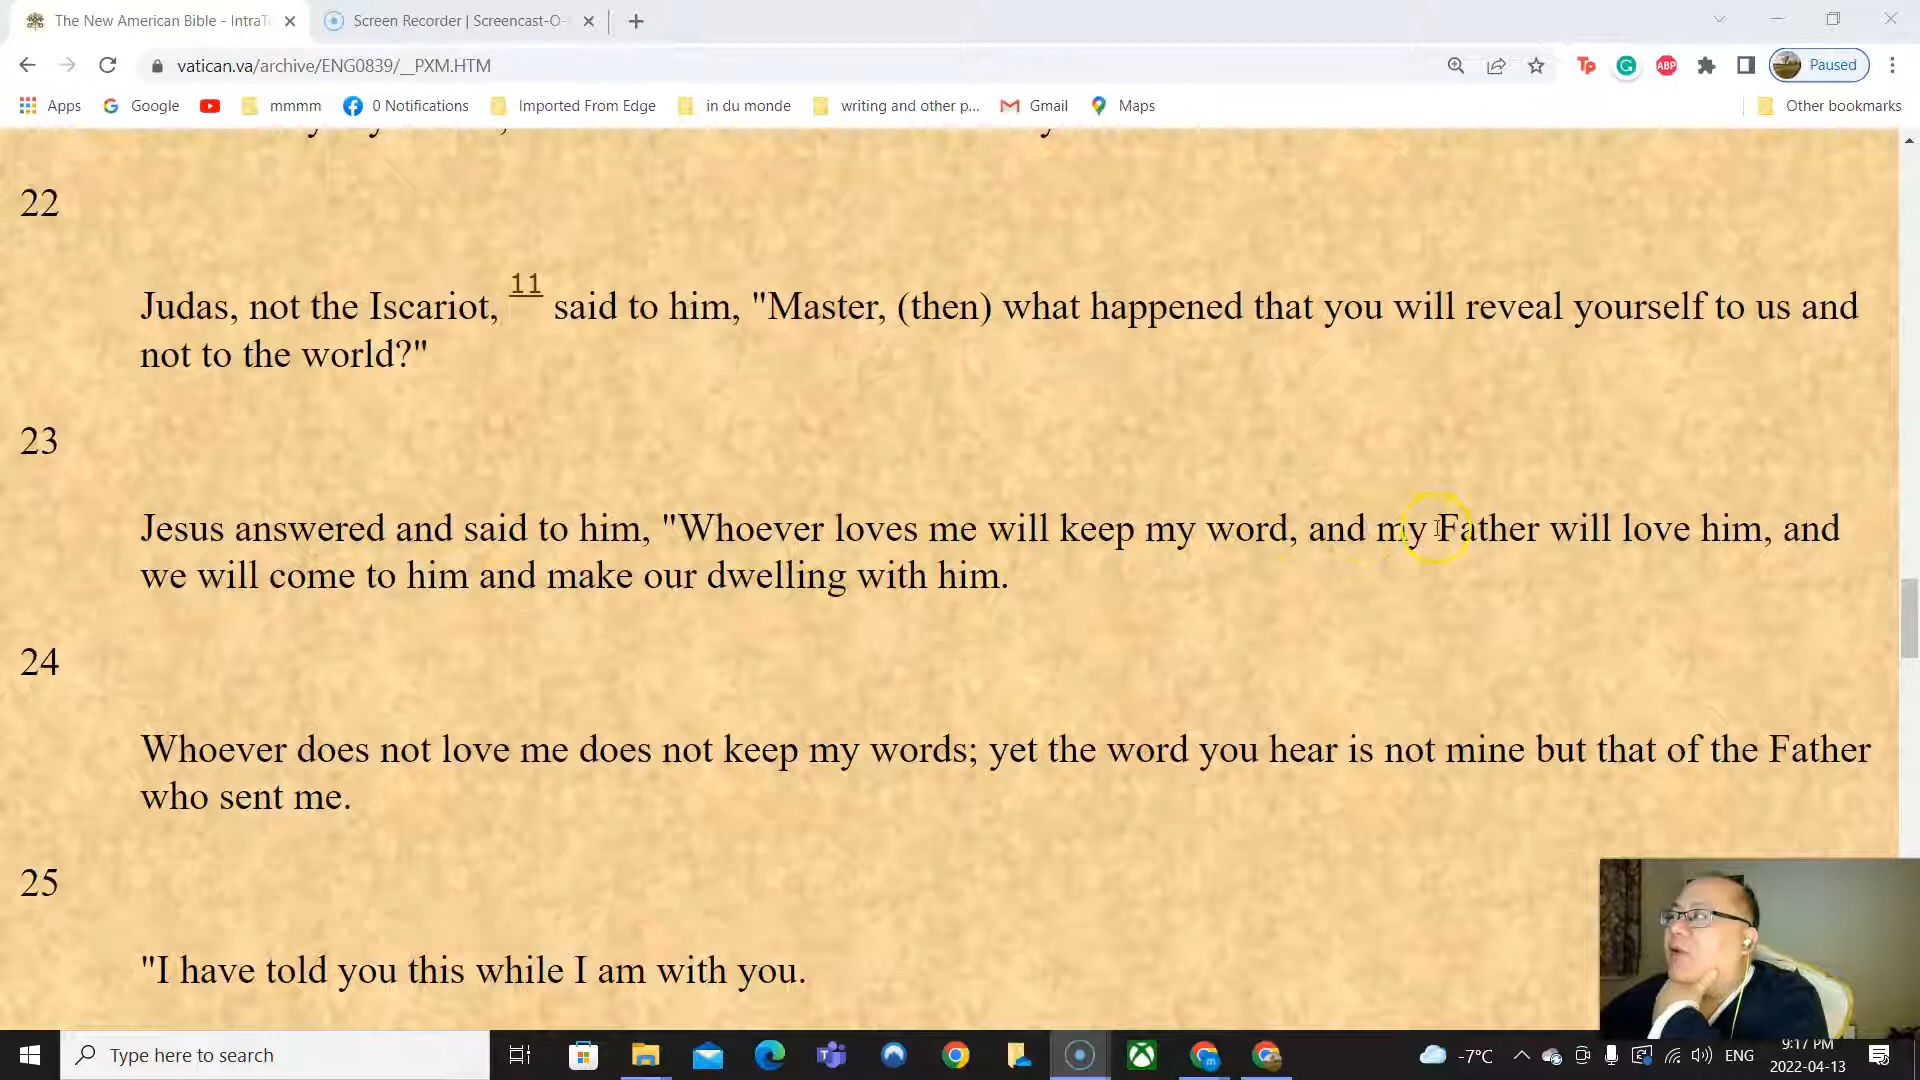 The New American Bible - IntraT
Screen Recorder | Screencast-O-
vatican.va/archive/ENG0839/__PXM.HTM
Tp
G
ABP
Paused
Apps
Google
mmmm
0 Notifications
Imported From Edge
in du monde
writing and other p...
Gmail
Maps
Other bookmarks
22
Judas, not the Iscariot, 11 said to him, "Master, (then) what happened that you will reveal yourself to us and
not to the world?"
23
Jesus answered and said to him, "Whoever loves me will keep my word, and my Father will love him, and
we will come to him and make our dwelling with him.
24
Whoever does not love me does not keep my words; yet the word you hear is not mine but that of the Father
who sent me.
25
"I have told you this while I am with you.
Type here to search
-7°C
ENG
9:17 PM
2022-04-13